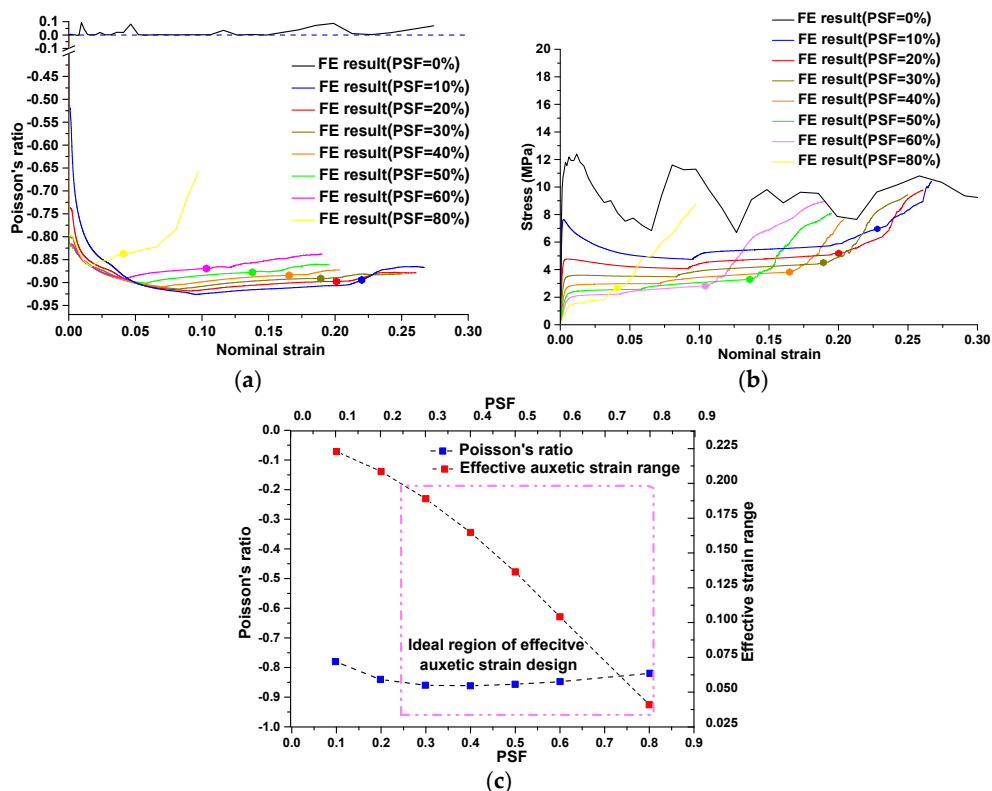 0.1
0.0
0.1
-0.50
-0.55
-0.60
-0.65
-0.70
-0.75
-0.80
-0.85
-0.90
-0.95
Poisson's ratio
0.00 0.05 0.10 0.15 0.20 0.25 0.30
Nominal strain
FE result(PSF=0%)
FE result(PSF=10%)
FE result(PSF=20%)
FE result(PSF=30%)
FE result(PSF=40%)
FE result(PSF=50%)
FE result(PSF=60%)
FE result(PSF=80%)
(a)
FE result(PSF=0%)
FE result(PSF=10%)
FE result(PSF=20%)
FE result(PSF=30%)
FE result(PSF=40%)
FE result(PSF=50%)
FE result(PSF=60%)
FE result(PSF=80%)
20
18
16
14
12
10
8
6
4
2
0
Stress (MPa)
0.00 0.05 0.10 0.15 0.20 0.25 0.30
Nominal strain
(b)
PSF
0.0 0.1 0.2 0.3 0.4 0.5 0.6 0.7 0.8 0.9
0.0
-0.1
-0.2
-0.3
-0.4
-0.5
-0.6
-0.7
-0.8
-0.9
-1.0
Poisson's ratio
Poisson's ratio
Effective auxetic strain range
Ideal region of effecitve
auxetic strain design
0.225
0.200
0.175
0.150
0.125
0.100
0.075
0.050
0.025
Effective strain range
0.0 0.1 0.2 0.3 0.4 0.5 0.6 0.7 0.8 0.9
PSF
(c)